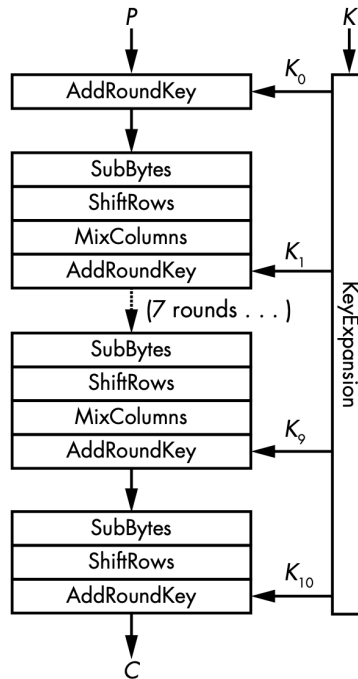 P K
AddRoundKey K₀
SubBytes
ShiftRows
MixColumns
AddRoundKey K₁
(7 rounds . . . )
KeyExpansion
SubBytes
ShiftRows
MixColumns
AddRoundKey K₉
SubBytes
ShiftRows
AddRoundKey K₁₀
C